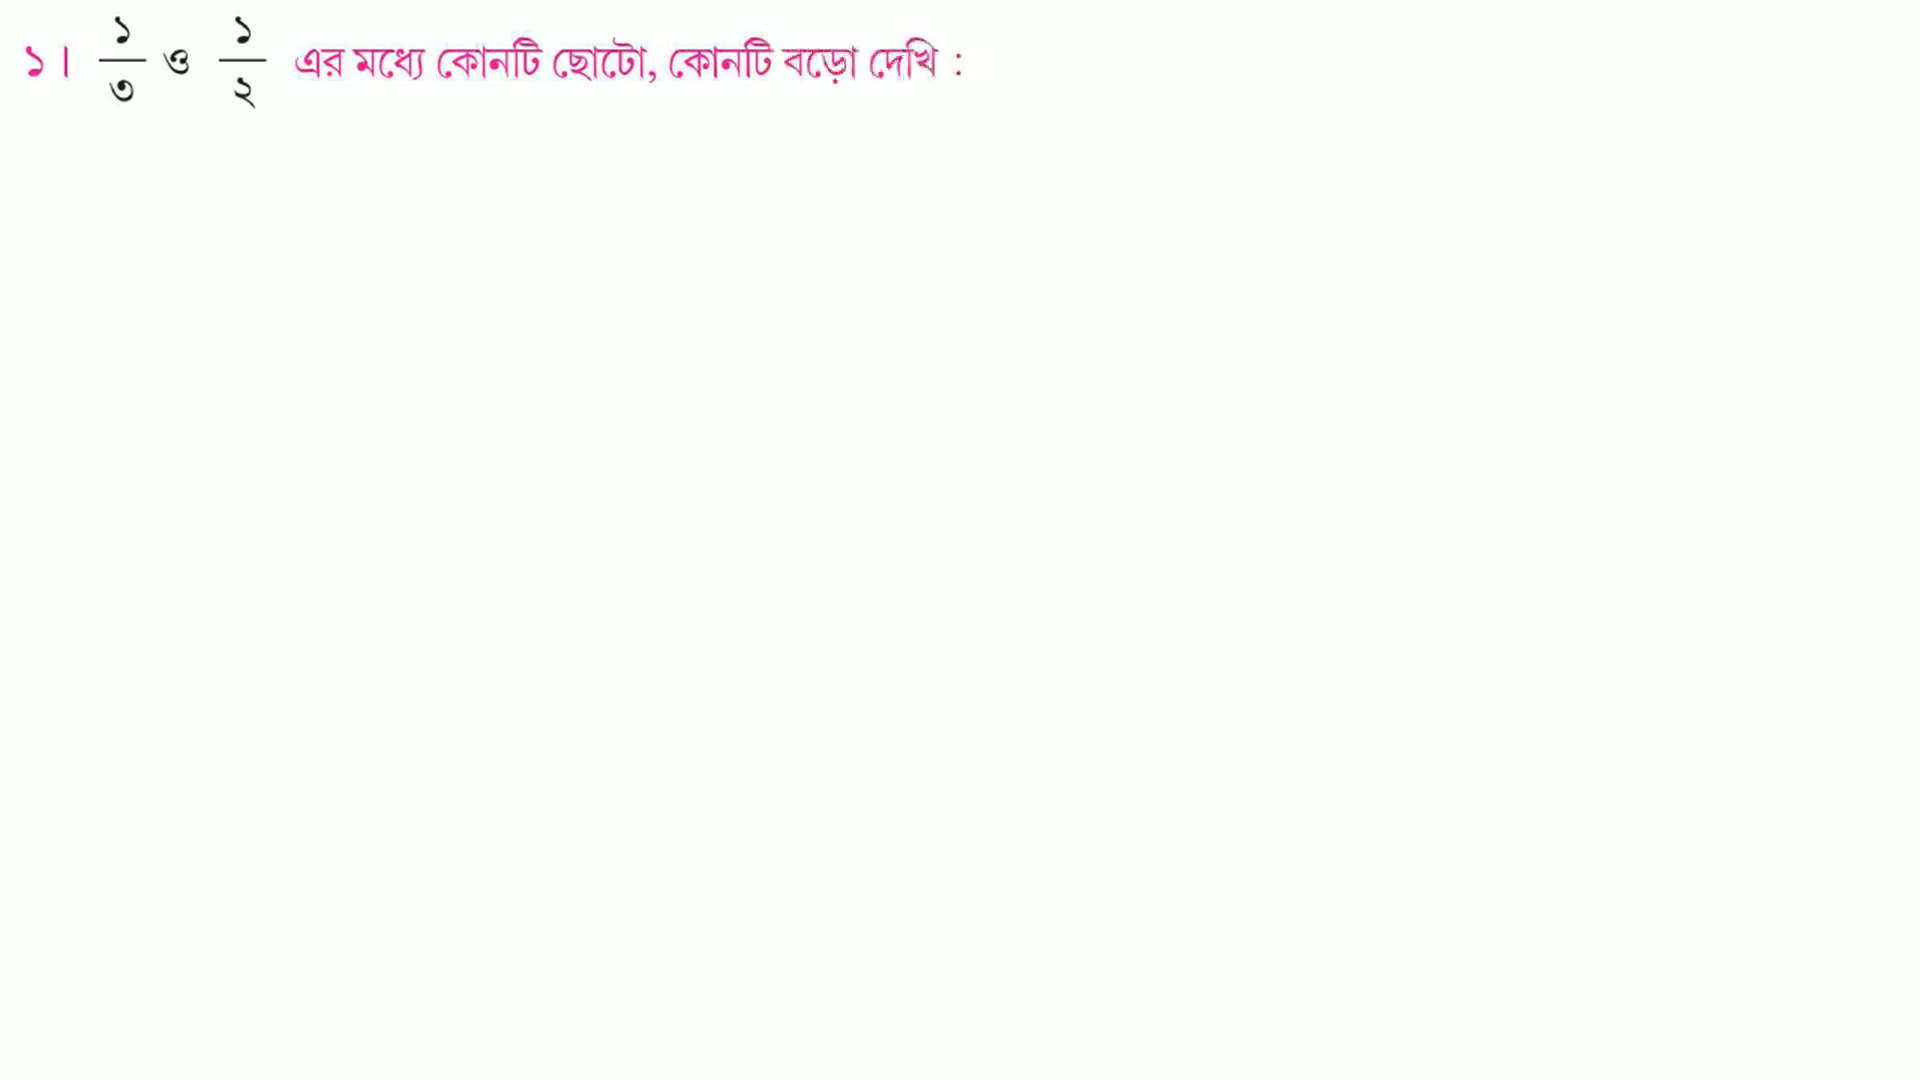 ১। ১/৩ ও ১/২ এর মধ্যে কোনটি ছোটো, কোনটি বড়ো দেখি :